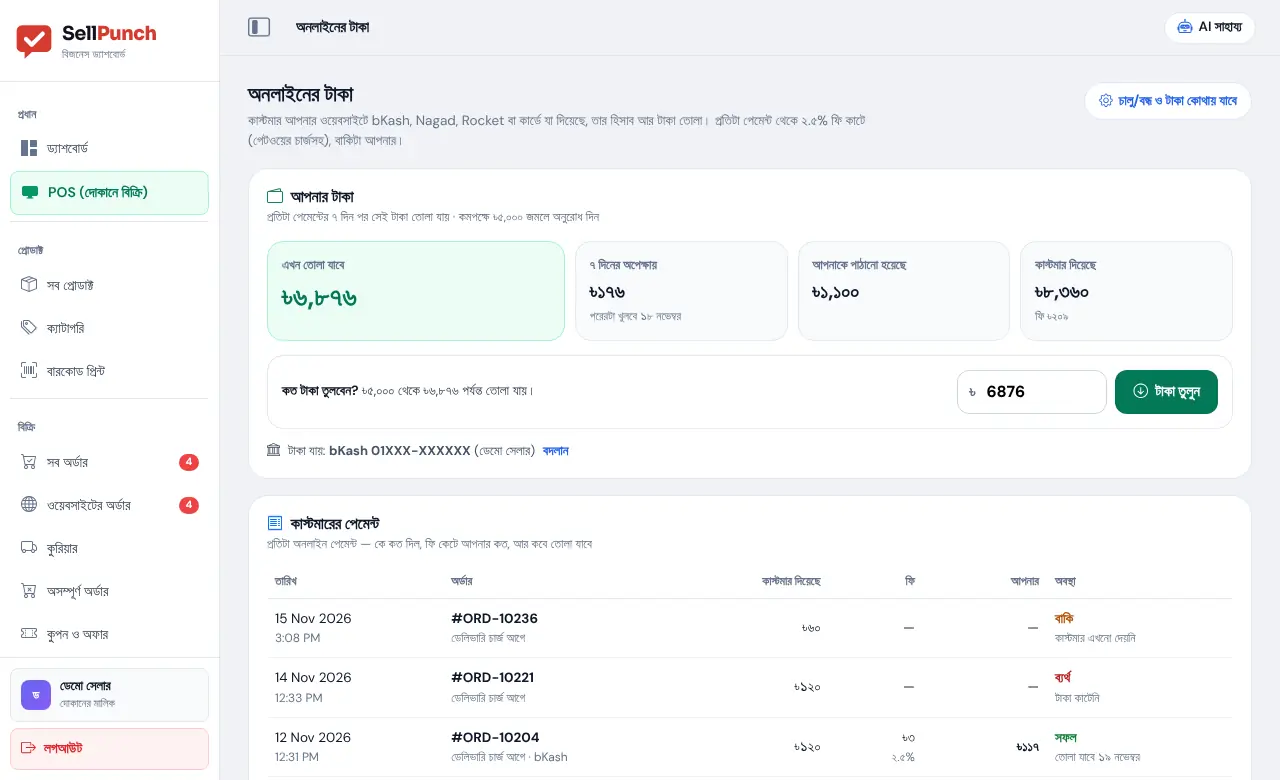 SellPunch
বিজনেস ড্যাশবোর্ড
প্রধান
ড্যাশবোর্ড
POS (দোকানে বিক্রি)
প্রোডাক্ট
সব প্রোডাক্ট
ক্যাটাগরি
বারকোড প্রিন্ট
বিক্রি
সব অর্ডার 4
ওয়েবসাইটের অর্ডার 4
কুরিয়ার
অসম্পূর্ণ অর্ডার
কুপন ও অফার
ড
ডেমো সেলার
দোকানের মালিক
লগআউট
অনলাইনের টাকা
AI সাহায্য
অনলাইনের টাকা
চালু/বন্ধ ও টাকা কোথায় যাবে
কাস্টমার আপনার ওয়েবসাইটে bKash, Nagad, Rocket বা কার্ডে যা দিয়েছে, তার হিসাব আর টাকা তোলা। প্রতিটা পেমেন্ট থেকে ২.৫% ফি কাটে
(গেটওয়ের চার্জসহ), বাকিটা আপনার।
আপনার টাকা
প্রতিটা পেমেন্টের ৭ দিন পর সেই টাকা তোলা যায় · কমপক্ষে ৳৫,০০০ জমলে অনুরোধ দিন
এখন তোলা যাবে
৳৬,৮৭৬
৭ দিনের অপেক্ষায়
৳১৭৬
পরেরটা খুলবে ১৮ নভেম্বর
আপনাকে পাঠানো হয়েছে
৳১,১০০
কাস্টমার দিয়েছে
৳৮,৩৬০
ফি ৳২০৯
কত টাকা তুলবেন? ৳৫,০০০ থেকে ৳৬,৮৭৬ পর্যন্ত তোলা যায়।
৳ 6876
টাকা তুলুন
টাকা যায়: bKash 01XXX-XXXXXX (ডেমো সেলার) বদলান
কাস্টমারের পেমেন্ট
প্রতিটা অনলাইন পেমেন্ট — কে কত দিল, ফি কেটে আপনার কত, আর কবে তোলা যাবে
তারিখ অর্ডার কাস্টমার দিয়েছে ফি আপনার অবস্থা
15 Nov 2026 #ORD-10236 ৳৬০ — — বাকি
3:08 PM ডেলিভারি চার্জ আগে কাস্টমার এখনো দেয়নি
14 Nov 2026 #ORD-10221 ৳১২০ — — ব্যর্থ
12:33 PM ডেলিভারি চার্জ আগে টাকা কাটেনি
12 Nov 2026 #ORD-10204 ৳১২০ ৳৩ ৳১১৭ সফল
12:31 PM ডেলিভারি চার্জ আগে · bKash ২.৫% তোলা যাবে ১৯ নভেম্বর